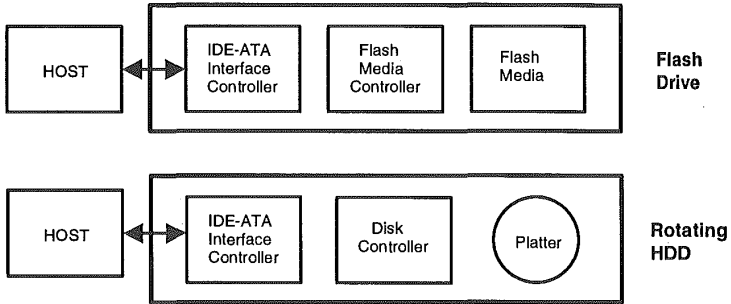 HOST
IDE-ATA
Interface
Controller
Flash
Media
Controller
Flash
Media
Flash
Drive
HOST
IDE-ATA
Interface
Controller
Disk
Controller
Platter
Rotating
HDD